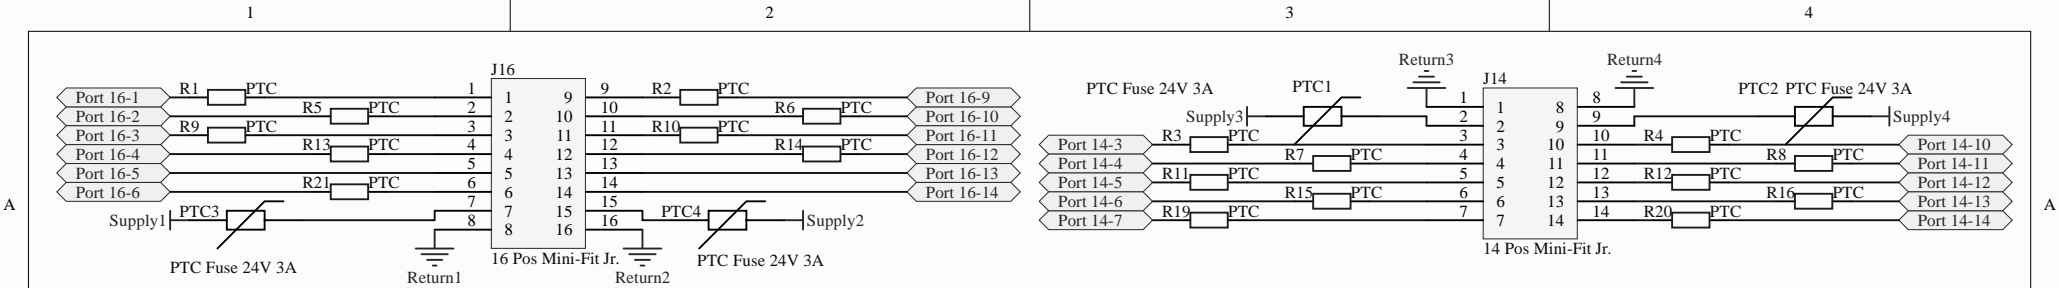 1 2 3 4
Return3 Return4
J16 J14
PTC Fuse 24V 3A PTC1 PTC2 PTC Fuse 24V 3A
Port 16-1 R1 PTC 1 1 9 9 R2 PTC Port 16-9
Port 16-2 R5 PTC 2 2 10 10 R6 PTC Port 16-10
Port 16-3 R9 PTC 3 3 11 11 R10 PTC Port 16-11
Port 16-4 R13 PTC 4 4 12 12 R14 PTC Port 16-12
Port 16-5 5 5 13 13 Port 16-13
Port 16-6 R21 PTC 6 6 14 14 Port 16-14
Supply1 PTC3 7 7 15 15 PTC4 Supply2
8 8 16 16
PTC Fuse 24V 3A 16 Pos Mini-Fit Jr. PTC Fuse 24V 3A
Return1 Return2
1 1 8 8
Supply3 2 2 9 9 Supply4
Port 14-3 R3 PTC 3 3 10 10 R4 PTC Port 14-10
Port 14-4 R7 PTC 4 4 11 11 R8 PTC Port 14-11
Port 14-5 R11 PTC 5 5 12 12 R12 PTC Port 14-12
Port 14-6 R15 PTC 6 6 13 13 R16 PTC Port 14-13
Port 14-7 R19 PTC 7 7 14 14 R20 PTC Port 14-14
14 Pos Mini-Fit Jr.
A A